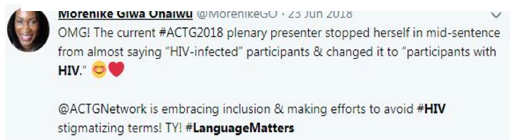 Morenike Giwa Onaiwu @MorenikeGO · 23 Jun 2018
OMG! The current #ACTG2018 plenary presenter stopped herself in mid-sentence
from almost saying "HIV-infected" participants & changed it to "participants with
HIV." 😊❤️
@ACTGNetwork is embracing inclusion & making efforts to avoid #HIV
stigmatizing terms! TY! #LanguageMatters